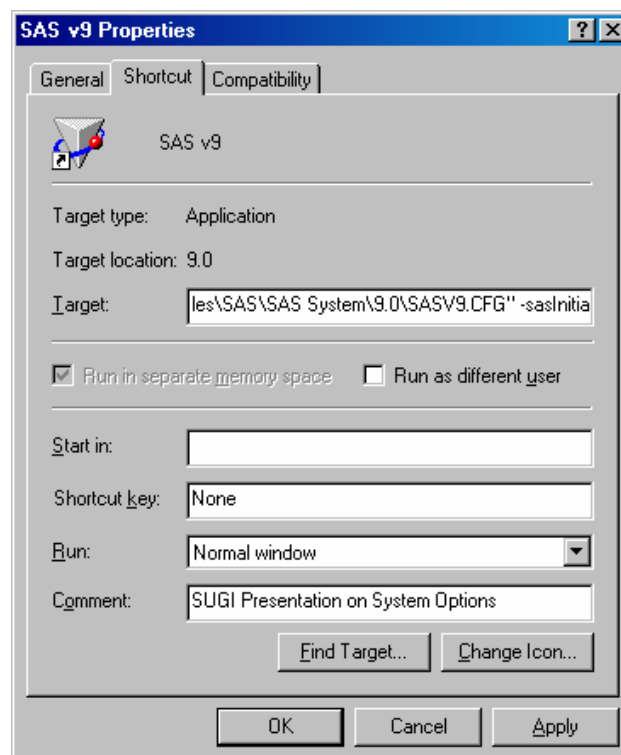 SAS v9 Properties
General Shortcut Compatibility
SAS v9
Target type: Application
Target location: 9.0
Target: les\SAS\SAS System\9.0\SASV9.CFG" -sasInitia
Run in separate memory space Run as different user
Start in:
Shortcut key: None
Run: Normal window
Comment: SUGI Presentation on System Options
Find Target... Change Icon...
OK Cancel Apply